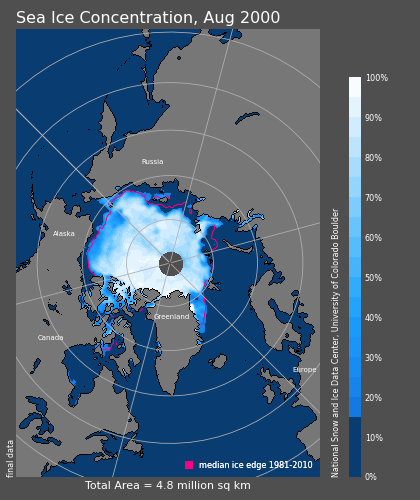 Sea Ice Concentration, Aug 2000
Russia
Alaska
Canada
Greenland
Europe
median ice edge 1981-2010
final data
Total Area = 4.8 million sq km
100%
90%
80%
70%
60%
50%
40%
30%
20%
10%
0%
National Snow and Ice Data Center, University of Colorado Boulder